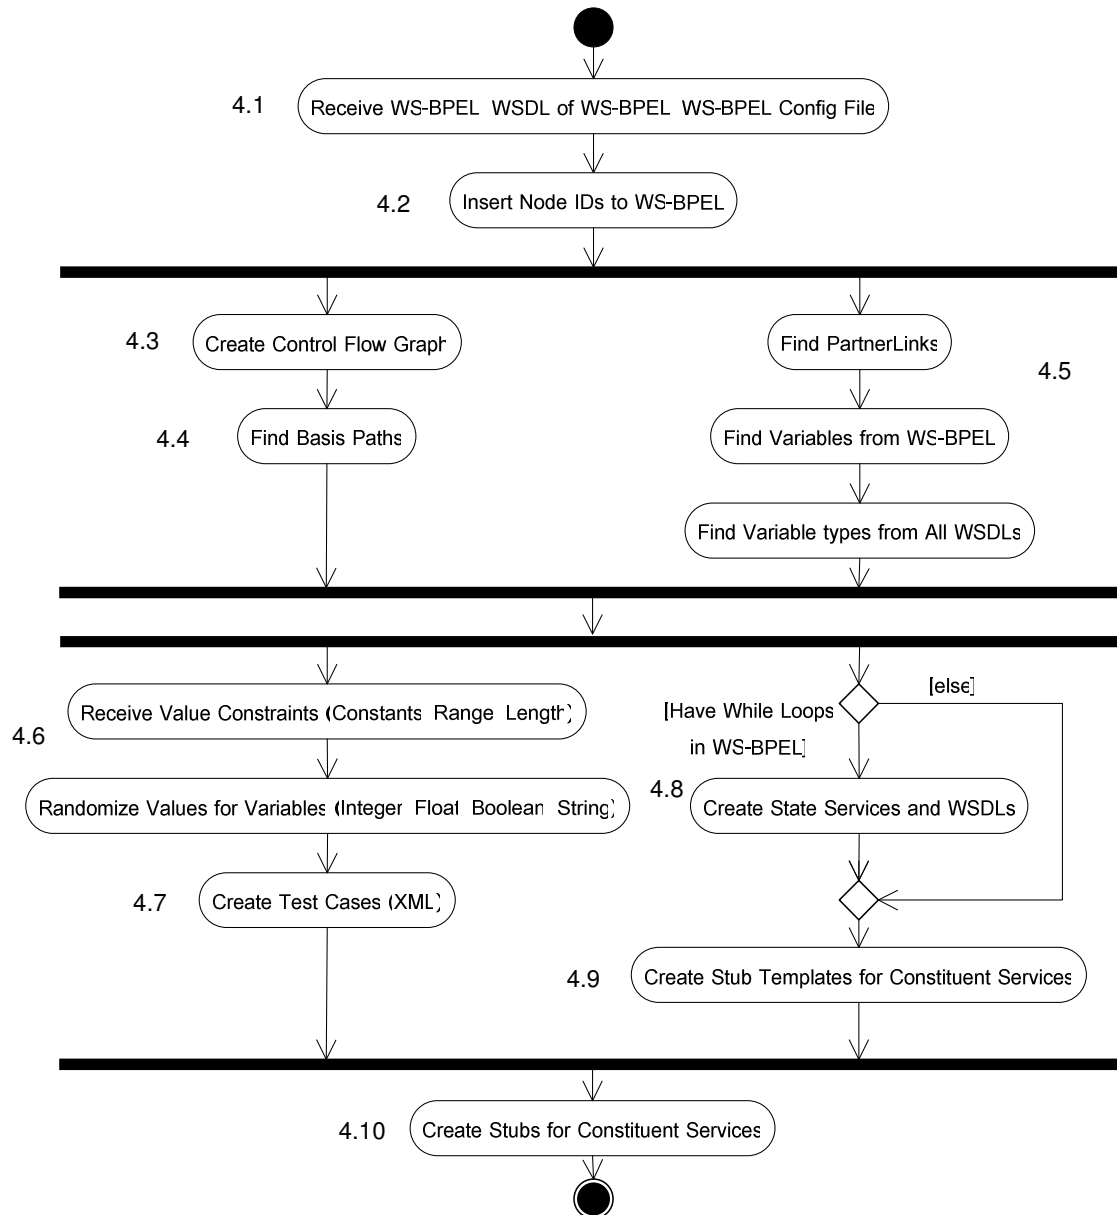 4.1
Receive WS-BPEL WSDL of WS-BPEL WS-BPEL Config File
4.2
Insert Node IDs to WS-BPEL
4.3
Create Control Flow Graph
Find PartnerLinks
4.5
4.4
Find Basis Paths
Find Variables from WS-BPEL
Find Variable types from All WSDLs
4.6
Receive Value Constraints (Constants Range Length)
[Have While Loops
in WS-BPEL]
[else]
Randomize Values for Variables (Integer Float Boolean String)
4.8
Create State Services and WSDLs
4.7
Create Test Cases (XML)
4.9
Create Stub Templates for Constituent Services
4.10
Create Stubs for Constituent Services